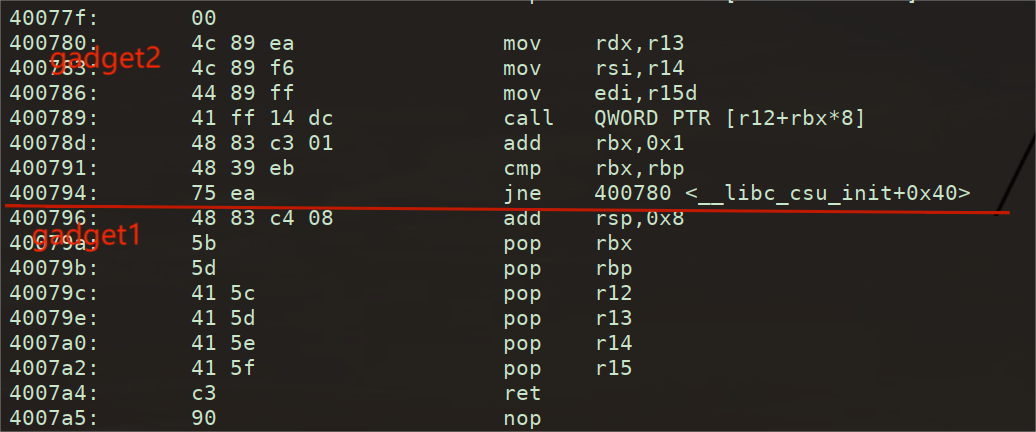 40077f: 00
400780: 4c 89 ea mov rdx,r13
gadget2
400783: 4c 89 f6 mov rsi,r14
400786: 44 89 ff mov edi,r15d
400789: 41 ff 14 dc call QWORD PTR [r12+rbx*8]
40078d: 48 83 c3 01 add rbx,0x1
400791: 48 39 eb cmp rbx,rbp
400794: 75 ea jne 400780 <__libc_csu_init+0x40>
400796: 48 83 c4 08 add rsp,0x8
gadget1
40079a: 5b pop rbx
40079b: 5d pop rbp
40079c: 41 5c pop r12
40079e: 41 5d pop r13
4007a0: 41 5e pop r14
4007a2: 41 5f pop r15
4007a4: c3 ret
4007a5: 90 nop